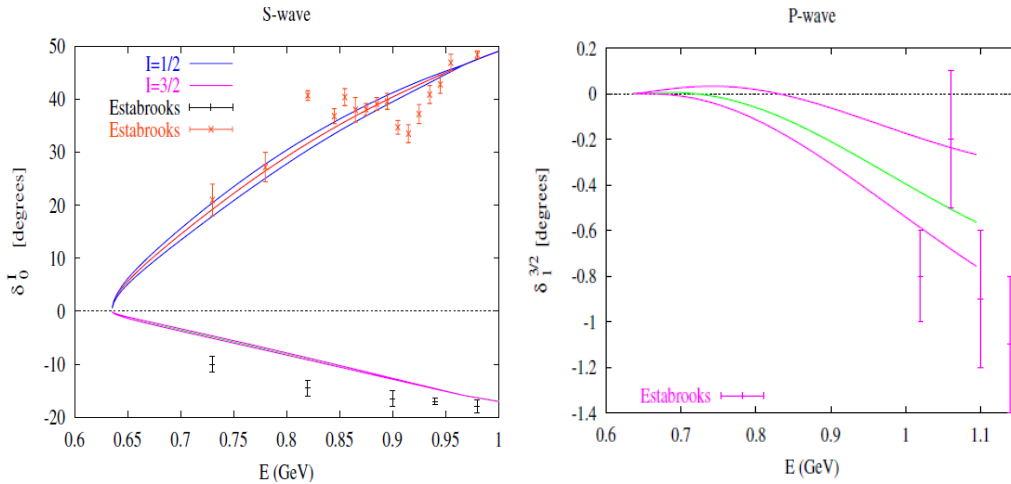 S-wave
50
40
30
20
10
0
-10
-20
δ₀ᴵ [degrees]
I=1/2
I=3/2
Estabrooks
Estabrooks
0.6 0.65 0.7 0.75 0.8 0.85 0.9 0.95 1
E (GeV)
P-wave
0.2
0
-0.2
-0.4
-0.6
-0.8
-1
-1.2
-1.4
δ₁³/² [degrees]
Estabrooks
0.6 0.7 0.8 0.9 1 1.1
E (GeV)